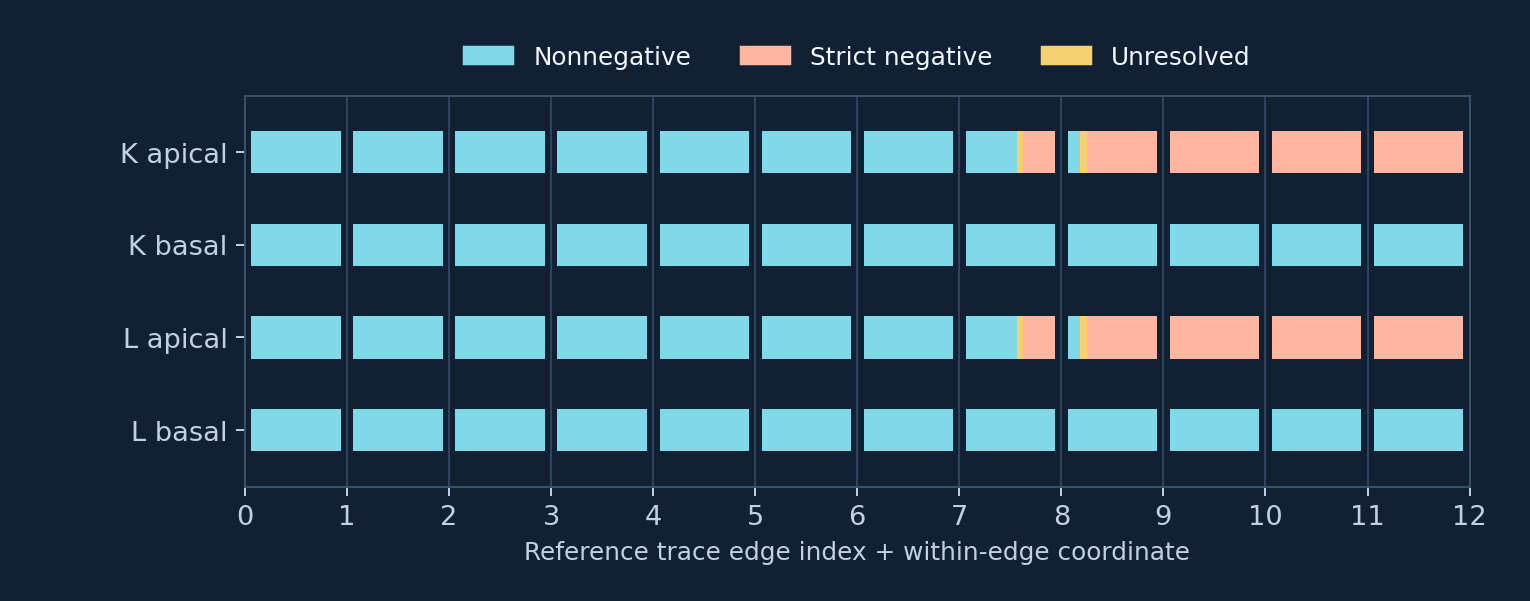 Nonnegative Strict negative Unresolved
K apical
K basal
L apical
L basal
0 1 2 3 4 5 6 7 8 9 10 11 12
Reference trace edge index + within-edge coordinate